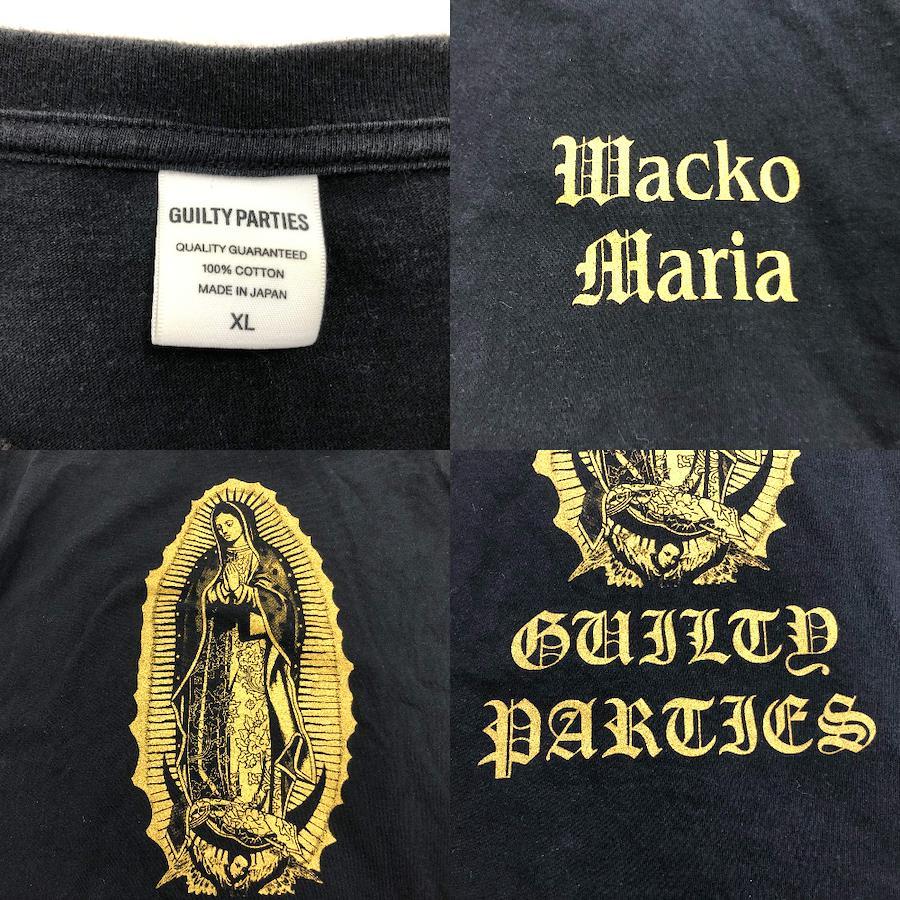 GUILTY PARTIES
QUALITY GUARANTEED
100% COTTON
MADE IN JAPAN
XL
Wacko
Maria
GUILTY
PARTIES